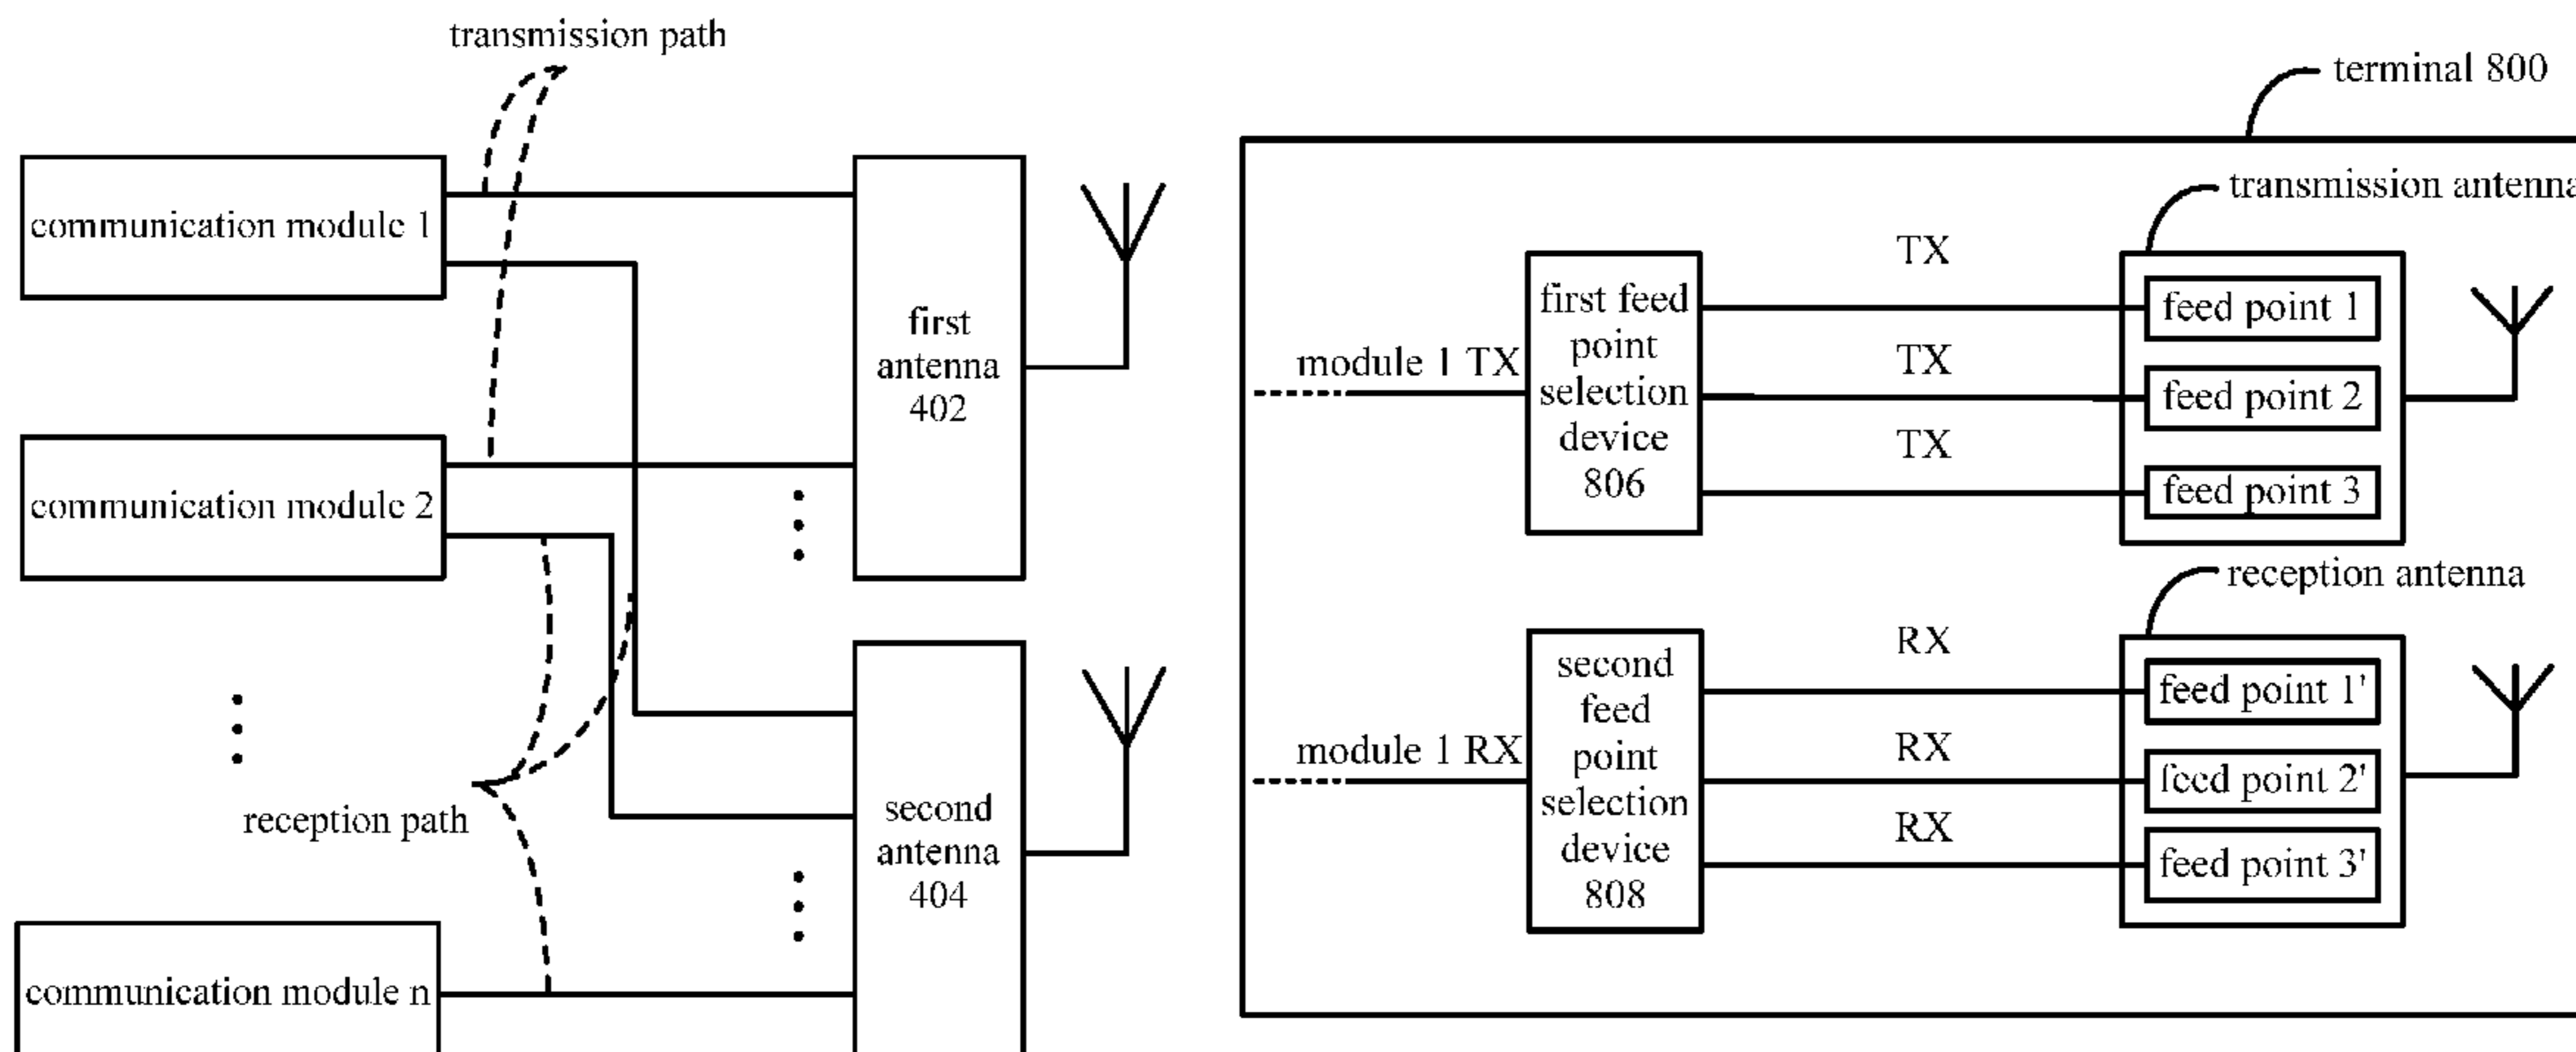 transmission path
communication module 1
communication module 2
reception path
communication module n
first
antenna
402
second
antenna
404
terminal 800
transmission antenna
module 1 TX
first feed
point
selection
device
806
TX
TX
TX
feed point 1
feed point 2
feed point 3
reception antenna
module 1 RX
second
feed
point
selection
device
808
RX
RX
RX
feed point 1'
feed point 2'
feed point 3'